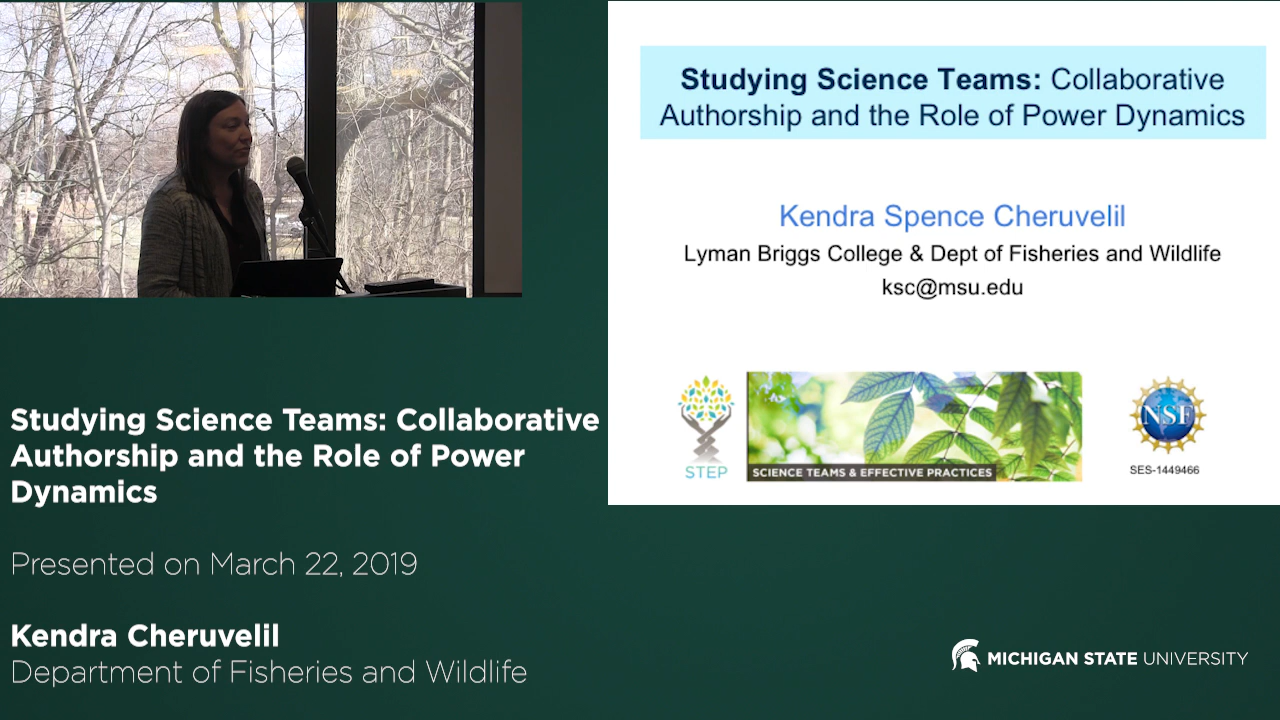 Studying Science Teams: Collaborative
Authorship and the Role of Power Dynamics
Kendra Spence Cheruvelil
Lyman Briggs College & Dept of Fisheries and Wildlife
ksc@msu.edu
STEP
SCIENCE TEAMS & EFFECTIVE PRACTICES
NSF
SES-1449466
Studying Science Teams: Collaborative
Authorship and the Role of Power
Dynamics
Presented on March 22, 2019
Kendra Cheruvelil
Department of Fisheries and Wildlife
MICHIGAN STATE UNIVERSITY